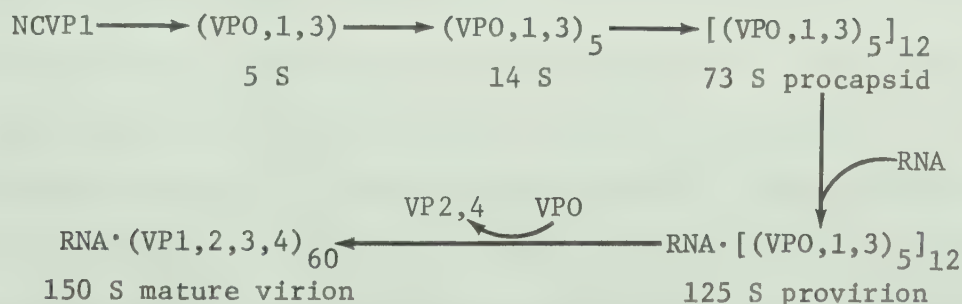 NCVP1 → (VPO,1,3) → (VPO,1,3)5 → [(VPO,1,3)5]12
5 S 14 S 73 S procapsid
RNA
VP2,4 VPO
RNA·(VP1,2,3,4)60 ← RNA·[(VPO,1,3)5]12
150 S mature virion 125 S provirion